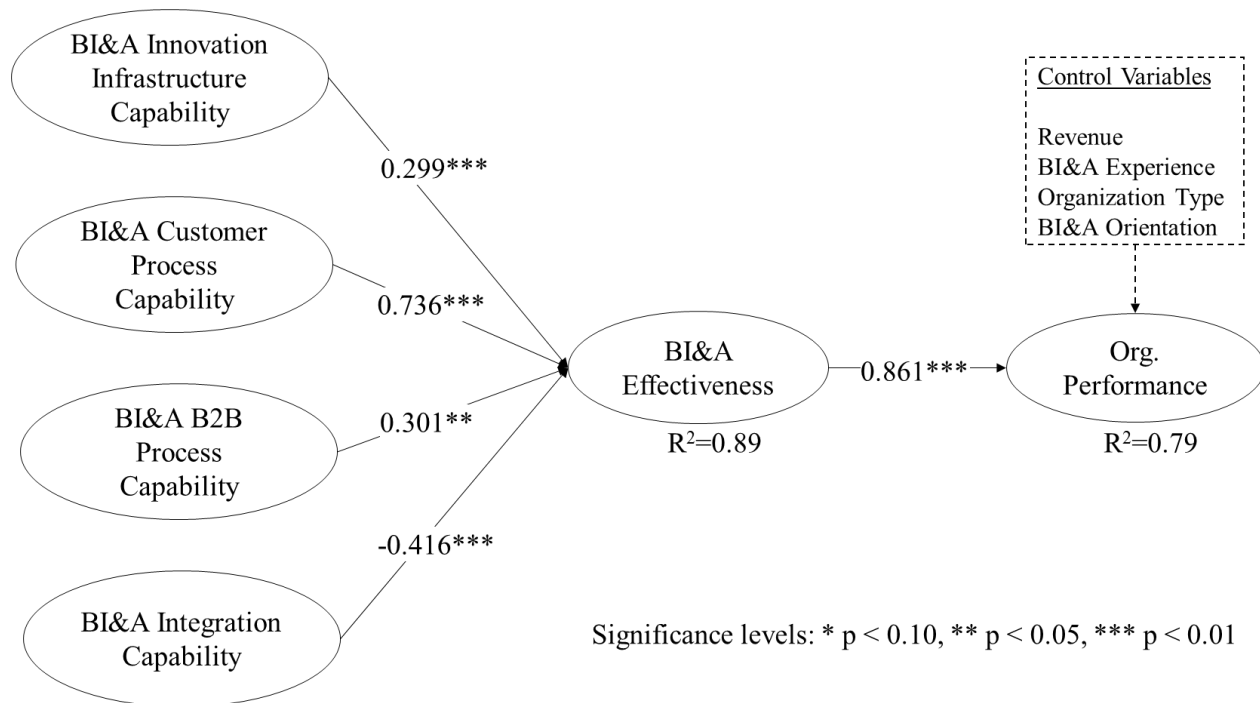 BI&A Innovation
Infrastructure
Capability
0.299***
BI&A Customer
Process
Capability
0.736***
BI&A B2B
Process
Capability
0.301**
BI&A Integration
Capability
-0.416***
BI&A
Effectiveness
R²=0.89
0.861***
Control Variables
Revenue
BI&A Experience
Organization Type
BI&A Orientation
Org.
Performance
R²=0.79
Significance levels: * p < 0.10, ** p < 0.05, *** p < 0.01